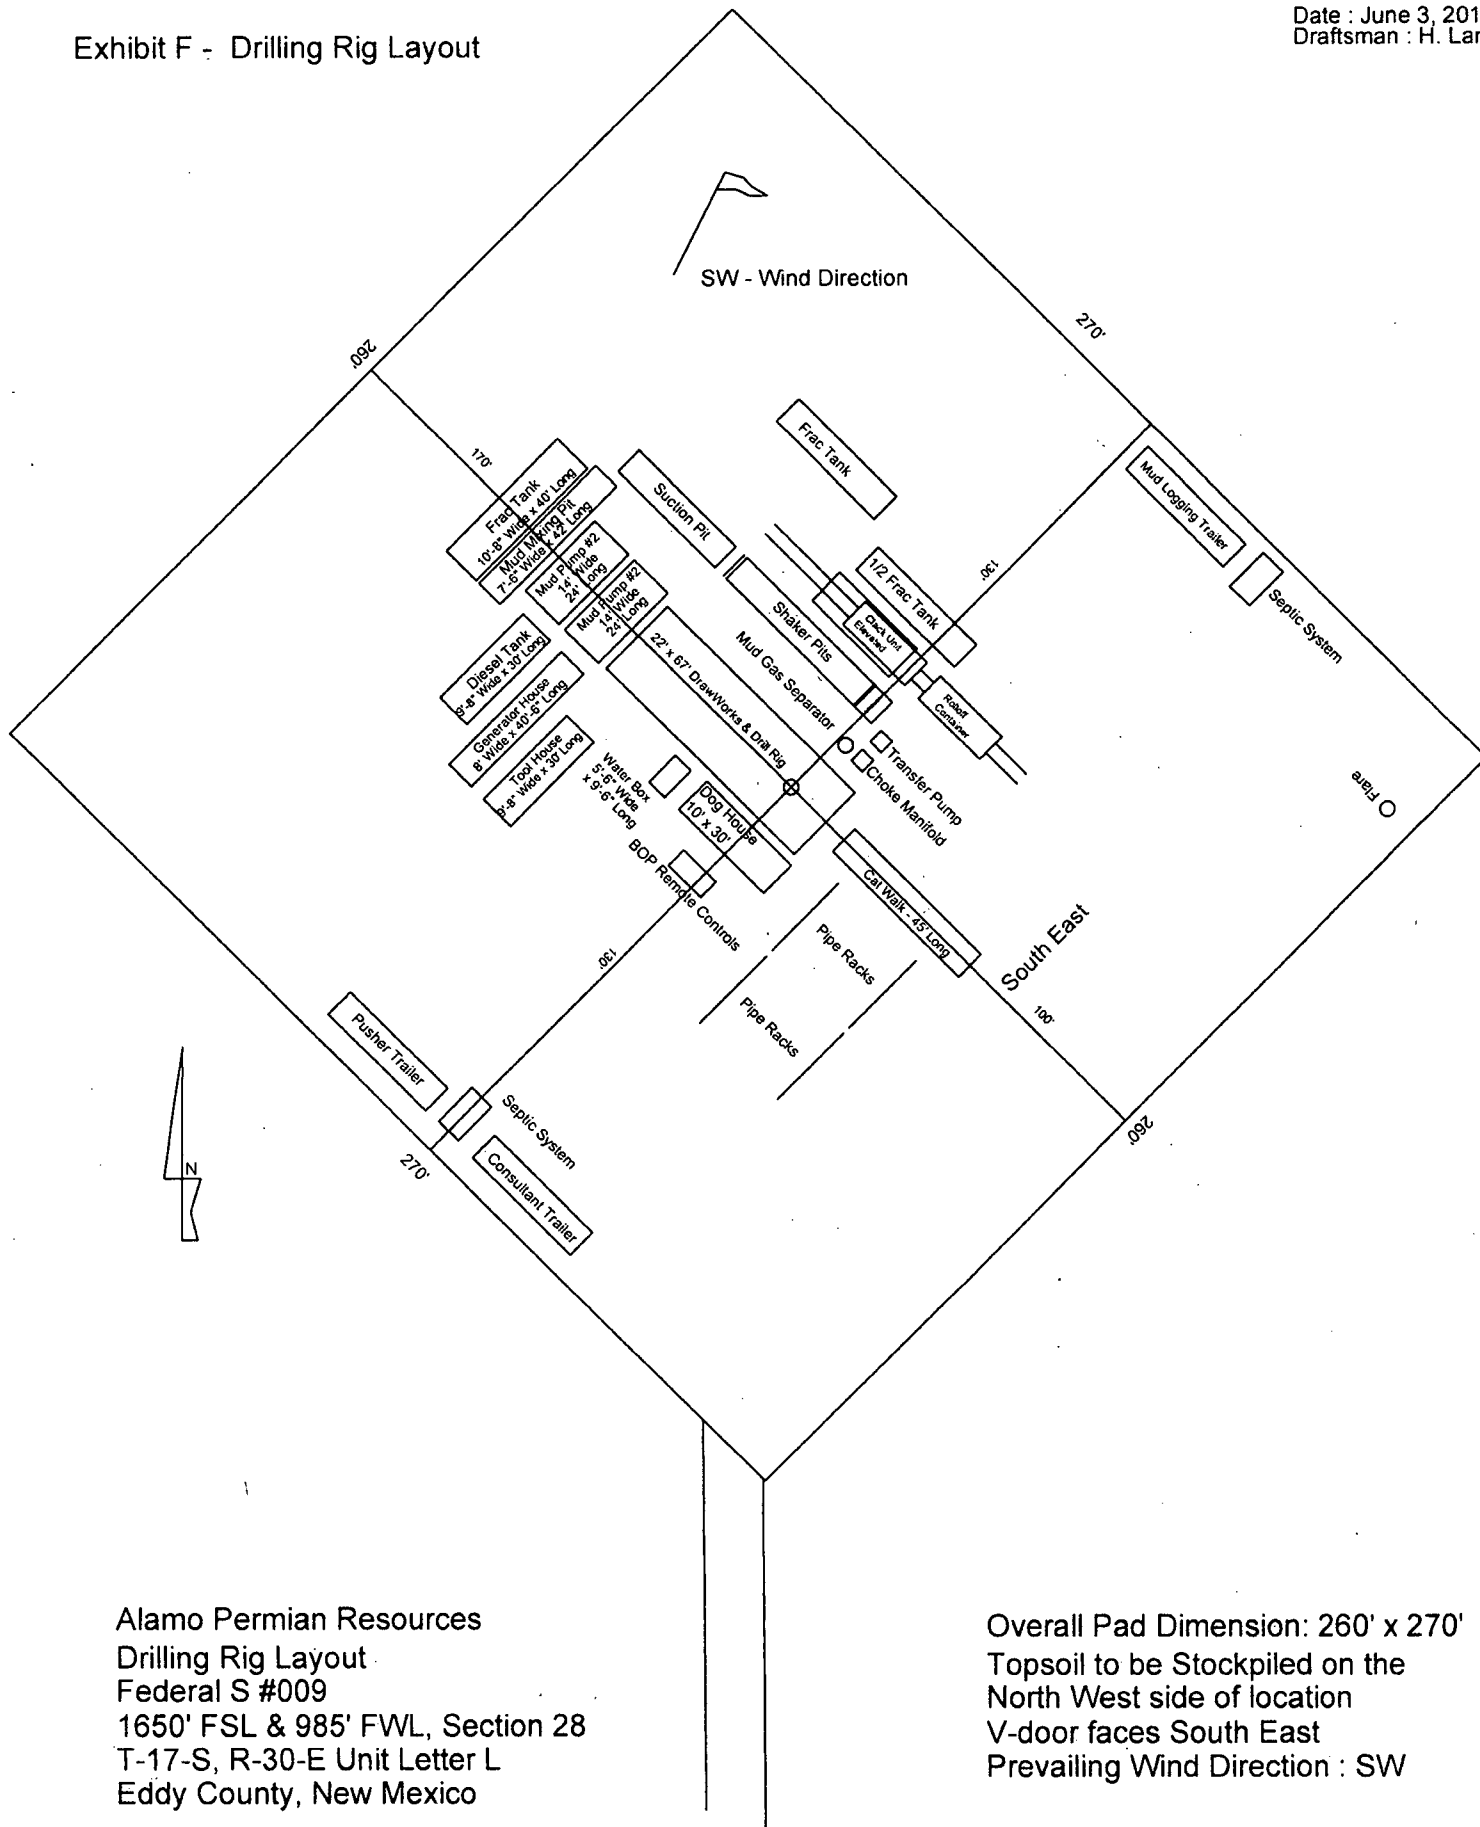 Exhibit F - Drilling Rig Layout
Date : June 3, 201
Draftsman : H. Lar
SW - Wind Direction
270'
260'
170'
Frac Tank
10'-8" Wide x 40' Long
Mud Mixing Pit
7'-6" Wide x 42' Long
Mud Pump #2
14' Wide
24' Long
Mud Pump #2
14' Wide
24' Long
Suction Pit
Frac Tank
Mud Logging Trailer
Septic System
130'
1/2 Frac Tank
Elevated
Shaker Pits
Mud Gas Separator
22' x 67' DrawWorks & Drill Rig
Container
Diesel Tank
9'-8" Wide x 30' Long
Generator House
8' Wide x 40'-6" Long
Tool House
9'-8" Wide x 30' Long
Water Box
5'-6" Wide
x 9'-6" Long
Dog House
10' x 30'
Transfer Pump
Choke Manifold
Flare
BOP Remote Controls
Cat Walk - 45' Long
South East
Pipe Racks
Pipe Racks
130'
100'
260'
Pusher Trailer
Septic System
Consultant Trailer
270'
N
Alamo Permian Resources
Drilling Rig Layout
Federal S #009
1650' FSL & 985' FWL, Section 28
T-17-S, R-30-E Unit Letter L
Eddy County, New Mexico
Overall Pad Dimension: 260' x 270'
Topsoil to be Stockpiled on the
North West side of location
V-door faces South East
Prevailing Wind Direction : SW